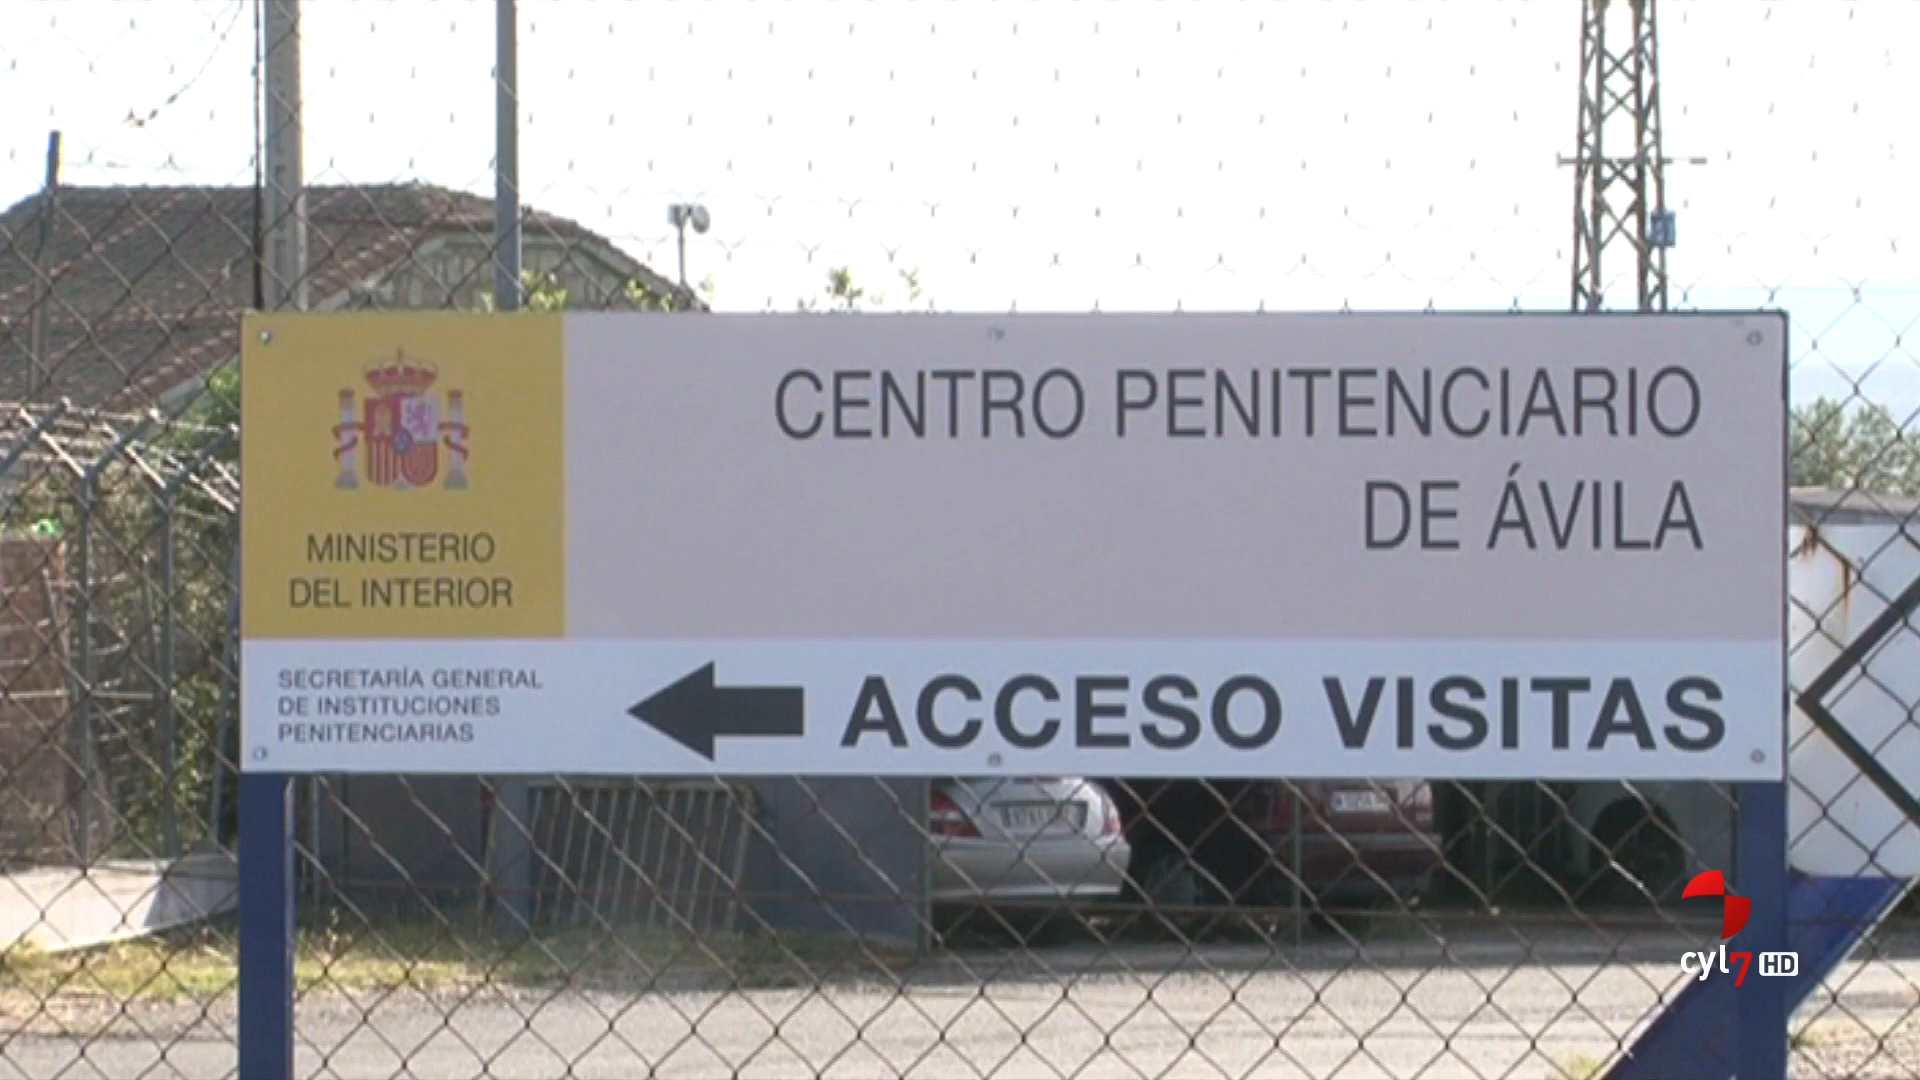 CENTRO PENITENCIARIO
DE ÁVILA
MINISTERIO
DEL INTERIOR
SECRETARÍA GENERAL
DE INSTITUCIONES
PENITENCIARIAS
ACCESO VISITAS
cyl7 HD